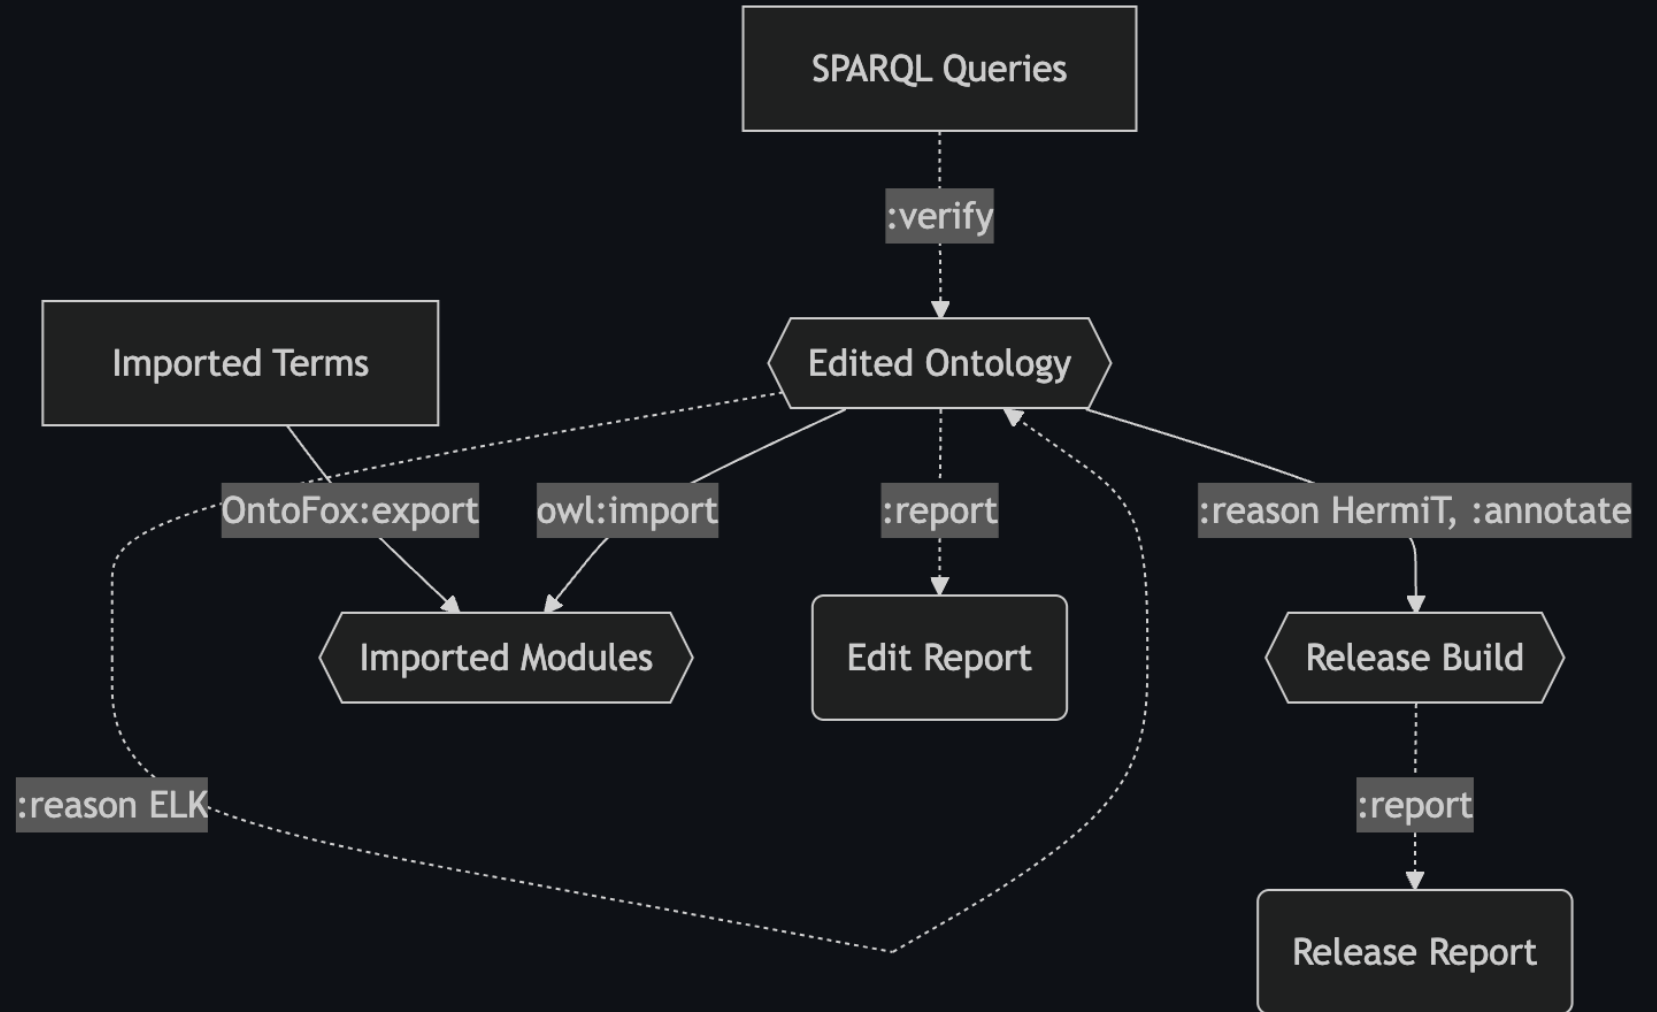 SPARQL Queries
:verify
Imported Terms
Edited Ontology
OntoFox:export
owl:import
:report
:reason HermiT, :annotate
Imported Modules
Edit Report
Release Build
:reason ELK
:report
Release Report